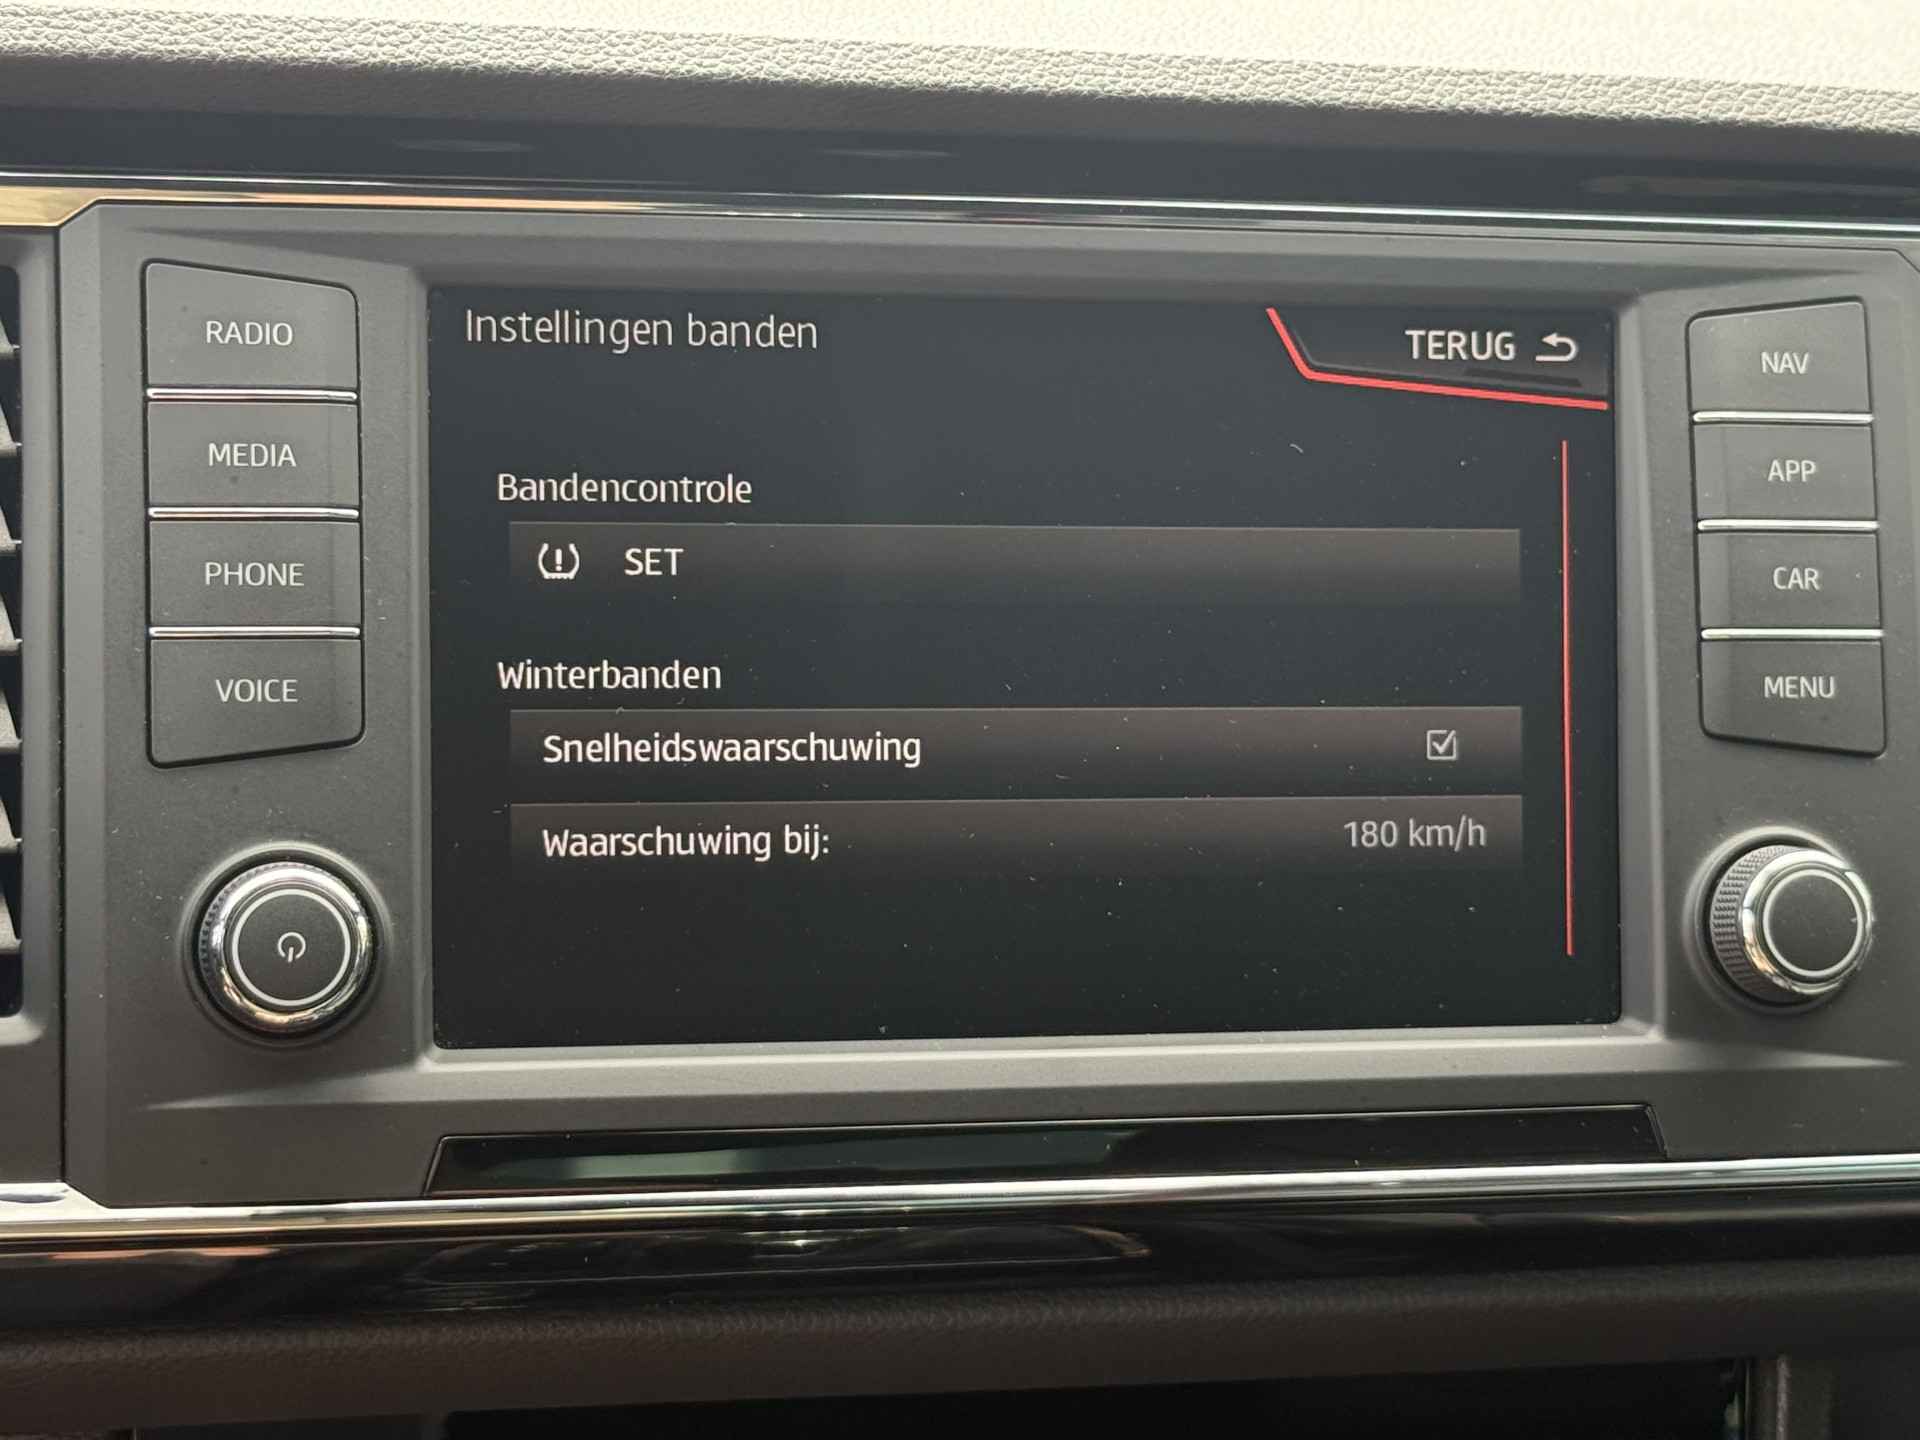 RADIO
MEDIA
PHONE
VOICE
Instellingen banden
TERUG
Bandencontrole
SET
Winterbanden
Snelheidswaarschuwing
Waarschuwing bij: 180 km/h
NAV
APP
CAR
MENU